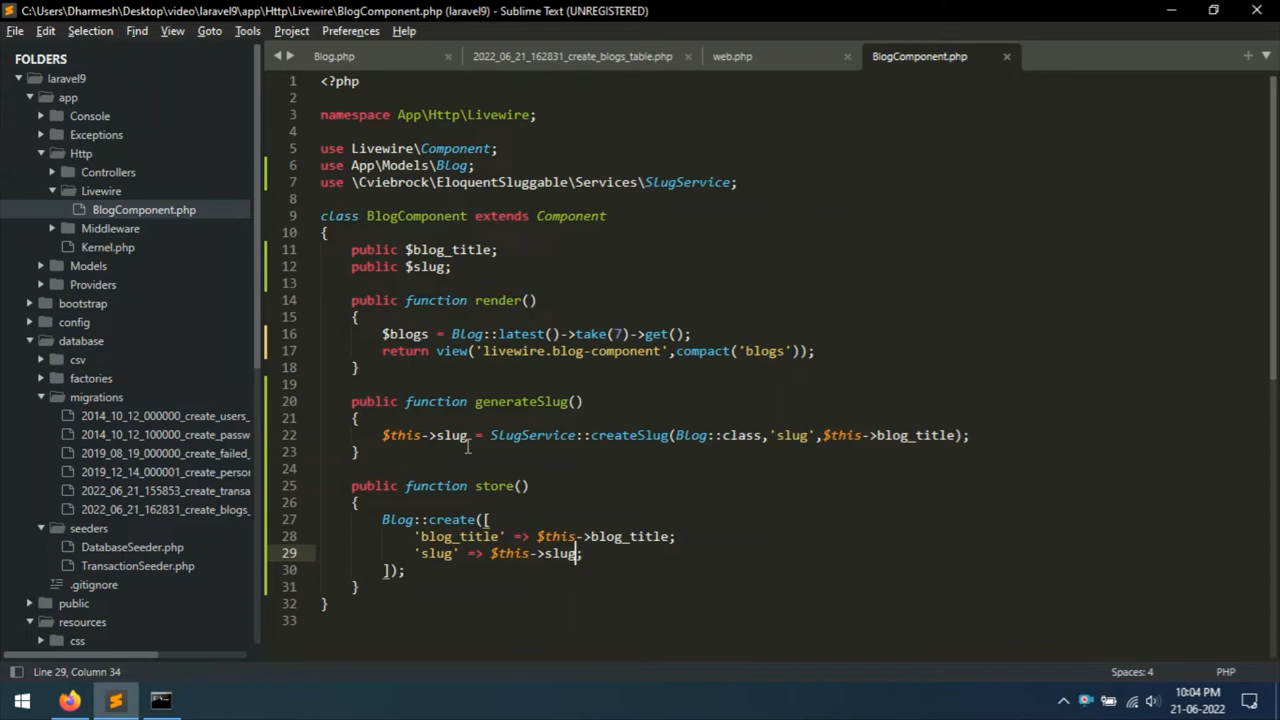 C:\Users\Dharmesh\Desktop\video\laravel9\app\Http\Livewire\BlogComponent.php (laravel9) - Sublime Text (UNREGISTERED)
File Edit Selection Find View Goto Tools Project Preferences Help
FOLDERS
laravel9
app
Console
Exceptions
Http
Controllers
Livewire
BlogComponent.php
Middleware
Kernel.php
Models
Providers
bootstrap
config
database
csv
factories
migrations
2014_10_12_000000_create_users_
2014_10_12_100000_create_passw
2019_08_19_000000_create_failed_
2019_12_14_000001_create_person
2022_06_21_155853_create_transa
2022_06_21_162831_create_blogs_
seeders
DatabaseSeeder.php
TransactionSeeder.php
.gitignore
public
resources
css
Blog.php 2022_06_21_162831_create_blogs_table.php web.php BlogComponent.php
1 <?php
2
3 namespace App\Http\Livewire;
4
5 use Livewire\Component;
6 use App\Models\Blog;
7 use \Cviebrock\EloquentSluggable\Services\SlugService;
8
9 class BlogComponent extends Component
10 {
11 public $blog_title;
12 public $slug;
13
14 public function render()
15 {
16 $blogs = Blog::latest()->take(7)->get();
17 return view('livewire.blog-component',compact('blogs'));
18 }
19
20 public function generateSlug()
21 {
22 $this->slug = SlugService::createSlug(Blog::class,'slug',$this->blog_title);
23 }
24
25 public function store()
26 {
27 Blog::create([
28 'blog_title' => $this->blog_title;
29 'slug' => $this->slug;
30 ]);
31 }
32 }
33
Line 29, Column 34 Spaces: 4 PHP
10:04 PM
21-06-2022